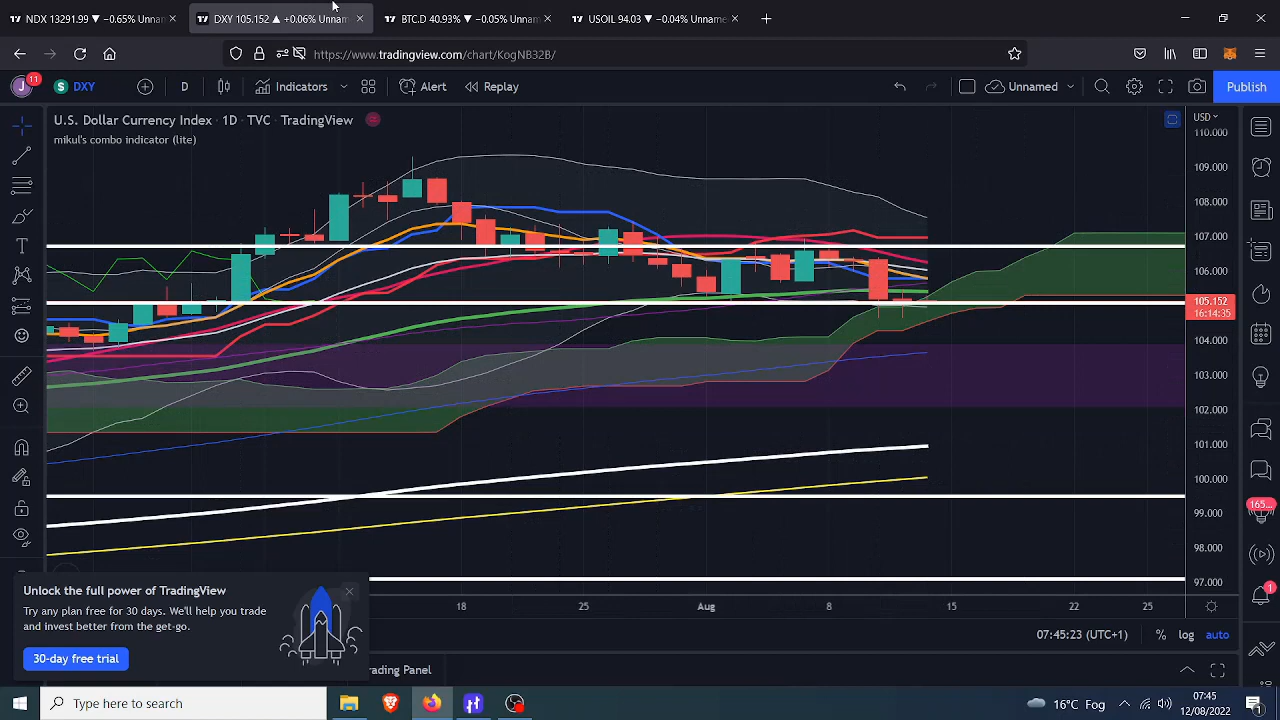 NDX 13291.99 ▼ −0.65% Unnam
DXY 105.152 ▲ +0.06% Unnam
BTC.D 40.93% ▼ −0.05% Unnam
USOIL 94.03 ▼ −0.04% Unname
https://www.tradingview.com/chart/KogNB32B/
J 11 S DXY D Indicators Alert Replay Unnamed Publish
U.S. Dollar Currency Index · 1D · TVC · TradingView
mikul's combo indicator (lite)
USD
110.000
109.000
108.000
107.000
106.000
105.152
16:14:35
104.000
103.000
102.000
101.000
100.000
99.000
98.000
97.000
165...
1
Unlock the full power of TradingView
Try any plan free for 30 days. We'll help you trade
and invest better from the get-go.
30-day free trial
18 25 Aug 8 15 22 25
07:45:23 (UTC+1) % log auto
rading Panel
Type here to search
16°C Fog
07:45
12/08/2022
1